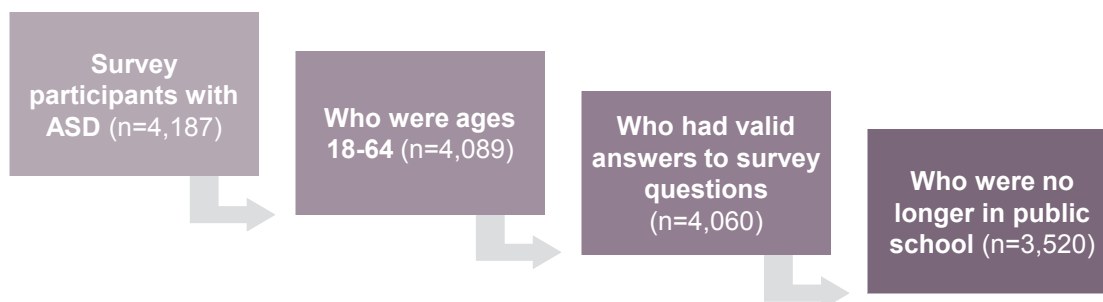 Survey
participants with
ASD (n=4,187)
Who were ages
18-64 (n=4,089)
Who had valid
answers to survey
questions
(n=4,060)
Who were no
longer in public
school (n=3,520)